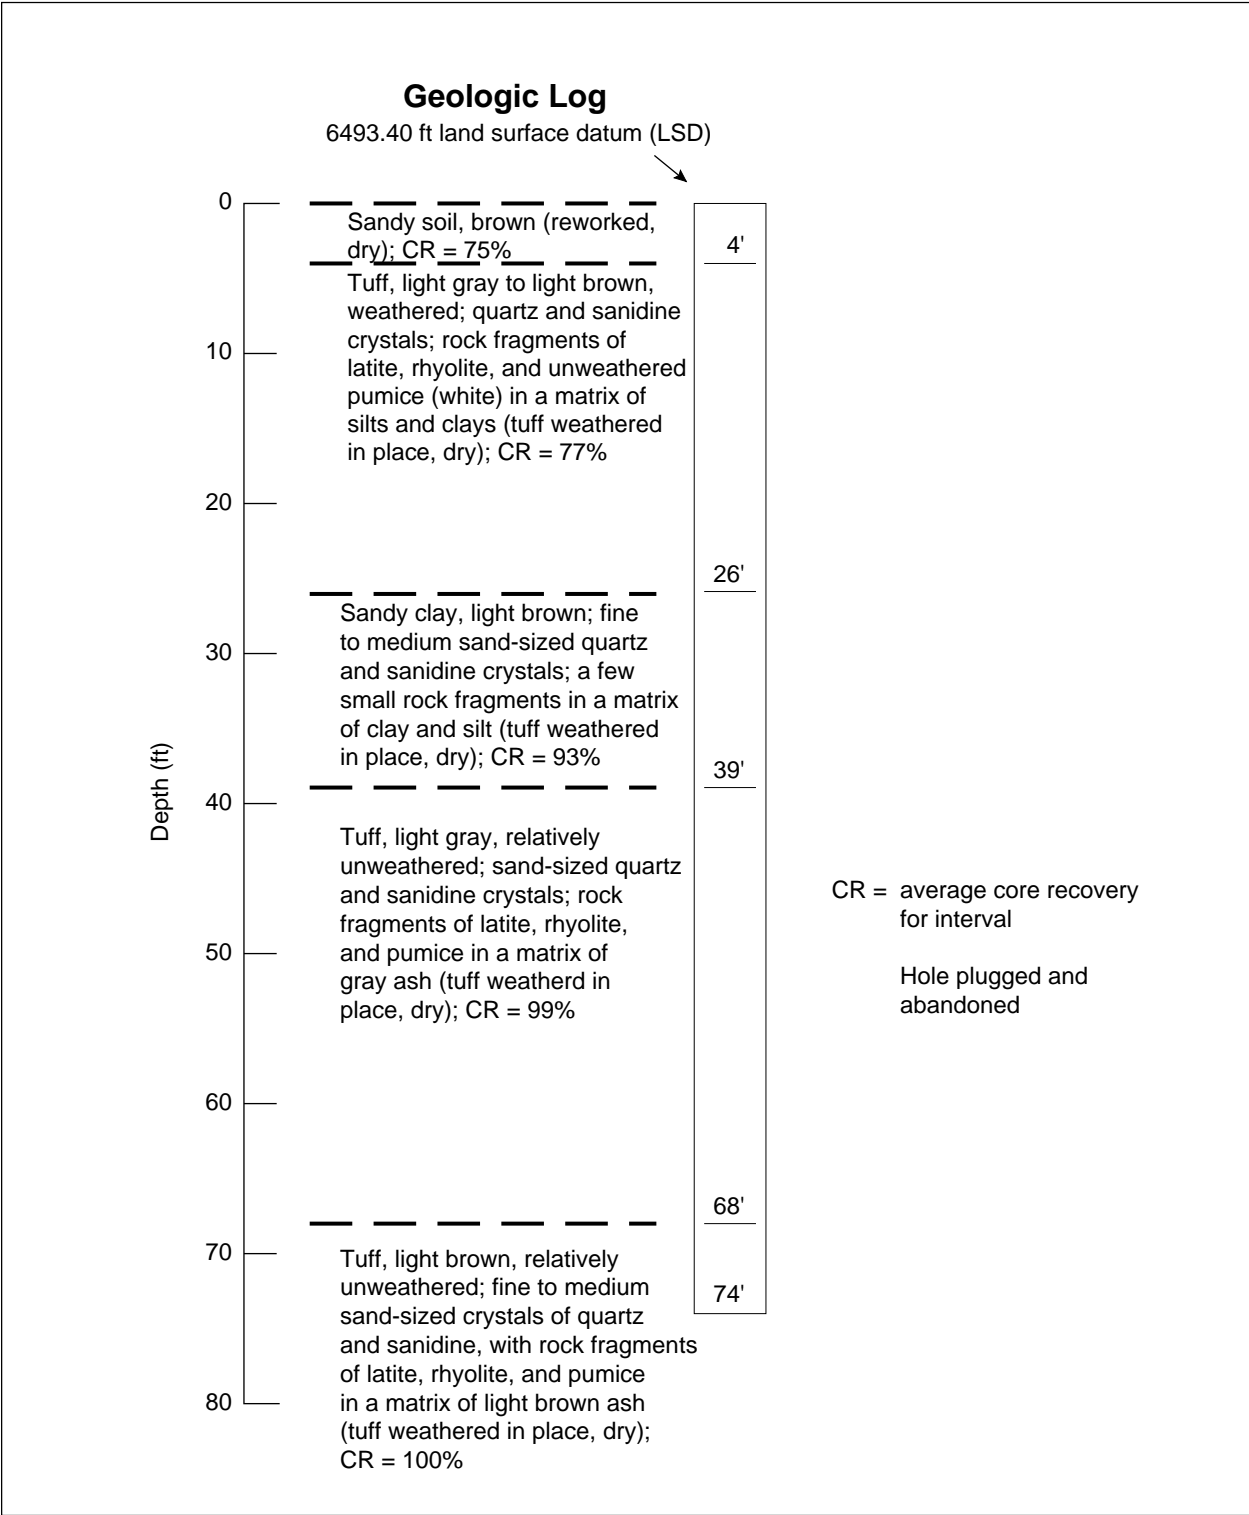 Geologic Log
6493.40 ft land surface datum (LSD)
0
Sandy soil, brown (reworked,
dry); CR = 75%
4'
Tuff, light gray to light brown,
weathered; quartz and sanidine
crystals; rock fragments of
latite, rhyolite, and unweathered
pumice (white) in a matrix of
silts and clays (tuff weathered
in place, dry); CR = 77%
10
20
26'
Sandy clay, light brown; fine
to medium sand-sized quartz
and sanidine crystals; a few
small rock fragments in a matrix
of clay and silt (tuff weathered
in place, dry); CR = 93%
30
39'
Depth (ft)
40
Tuff, light gray, relatively
unweathered; sand-sized quartz
and sanidine crystals; rock
fragments of latite, rhyolite,
and pumice in a matrix of
gray ash (tuff weatherd in
place, dry); CR = 99%
CR = average core recovery
for interval
Hole plugged and
abandoned
50
60
68'
70
Tuff, light brown, relatively
unweathered; fine to medium
sand-sized crystals of quartz
and sanidine, with rock fragments
of latite, rhyolite, and pumice
in a matrix of light brown ash
(tuff weathered in place, dry);
CR = 100%
74'
80